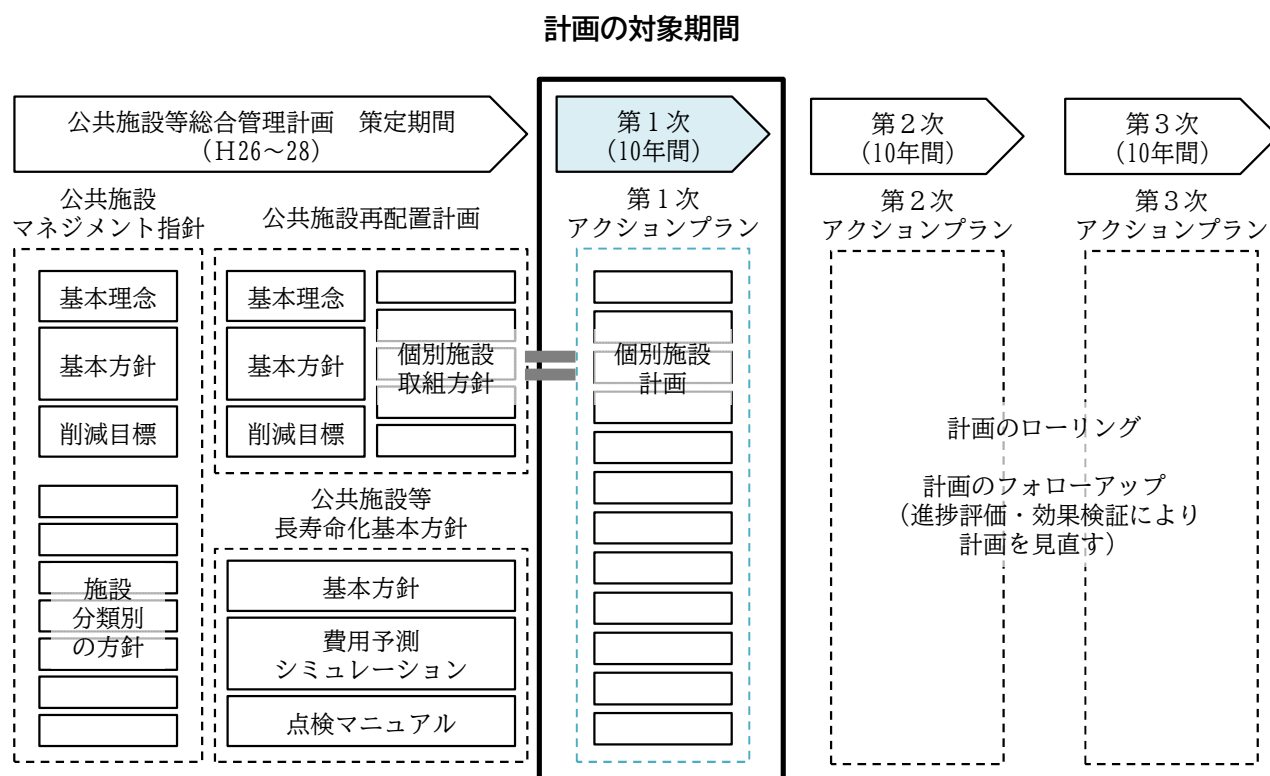 計画の対象期間
公共施設等総合管理計画　策定期間
（H26～28）
第１次
（10年間）
第２次
（10年間）
第３次
（10年間）
公共施設
マネジメント指針
公共施設再配置計画
第１次
アクションプラン
第２次
アクションプラン
第３次
アクションプラン
基本理念
基本方針
削減目標
施設
分類別
の方針
基本理念
基本方針
削減目標
個別施設
取組方針
公共施設等
長寿命化基本方針
基本方針
費用予測
シミュレーション
点検マニュアル
個別施設
計画
計画のローリング
計画のフォローアップ
（進捗評価・効果検証により
計画を見直す）